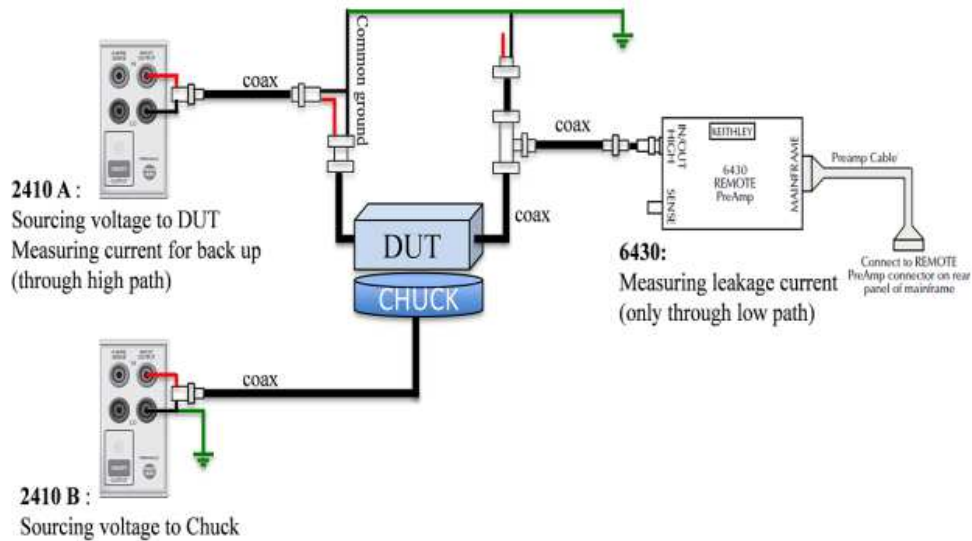 Common ground
coax
coax
coax
2410 A :
Sourcing voltage to DUT
Measuring current for back up
(through high path)
DUT
CHUCK
IN/OUT
HIGH
SENSE
KEITHLEY
6430
REMOTE
PreAmp
MAINFRAME
Preamp Cable
Connect to REMOTE
PreAmp connector on rear
panel of mainframe
6430:
Measuring leakage current
(only through low path)
coax
2410 B :
Sourcing voltage to Chuck